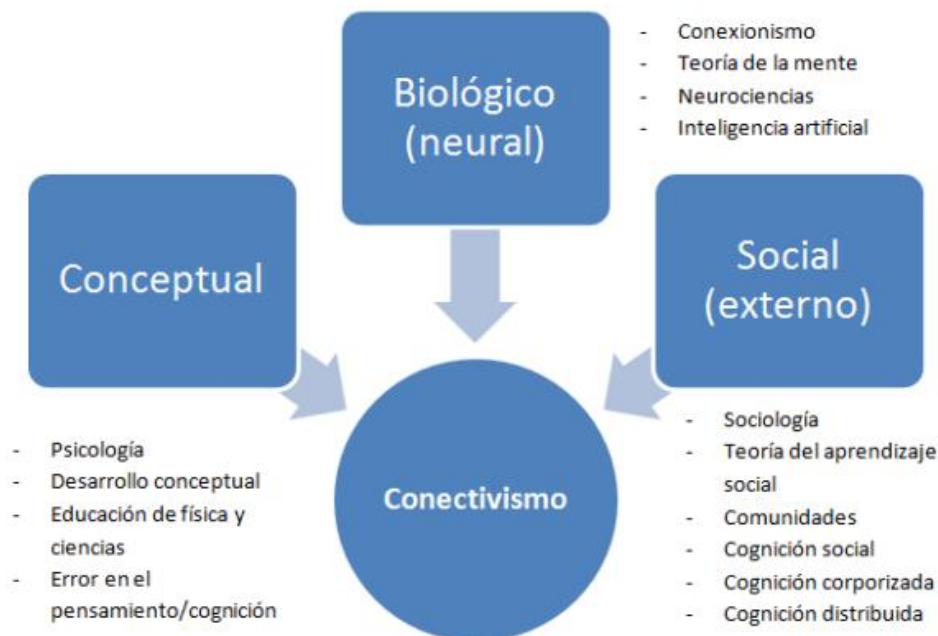 Biológico
(neural)
- Conexionismo
- Teoría de la mente
- Neurociencias
- Inteligencia artificial
Conceptual
Social
(externo)
- Psicología
- Desarrollo conceptual
- Educación de física y
ciencias
- Error en el
pensamiento/cognición
Conectivismo
- Sociología
- Teoría del aprendizaje
social
- Comunidades
- Cognición social
- Cognición corporizada
- Cognición distribuida